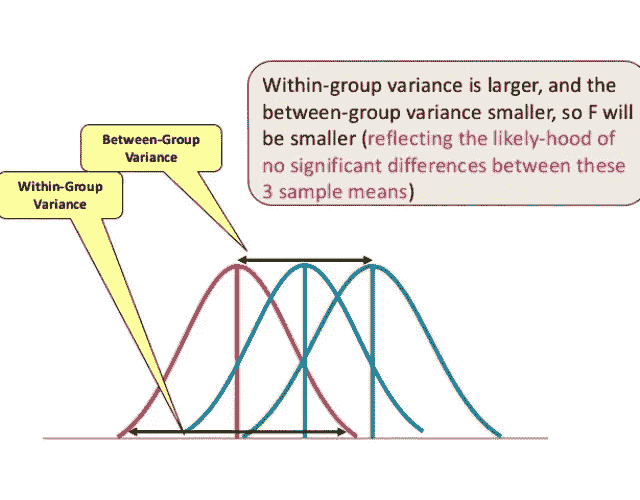 Within-group variance is larger, and the
between-group variance smaller, so F will
be smaller (reflecting the likely-hood of
no significant differences between these
3 sample means)
Between-Group
Variance
Within-Group
Variance